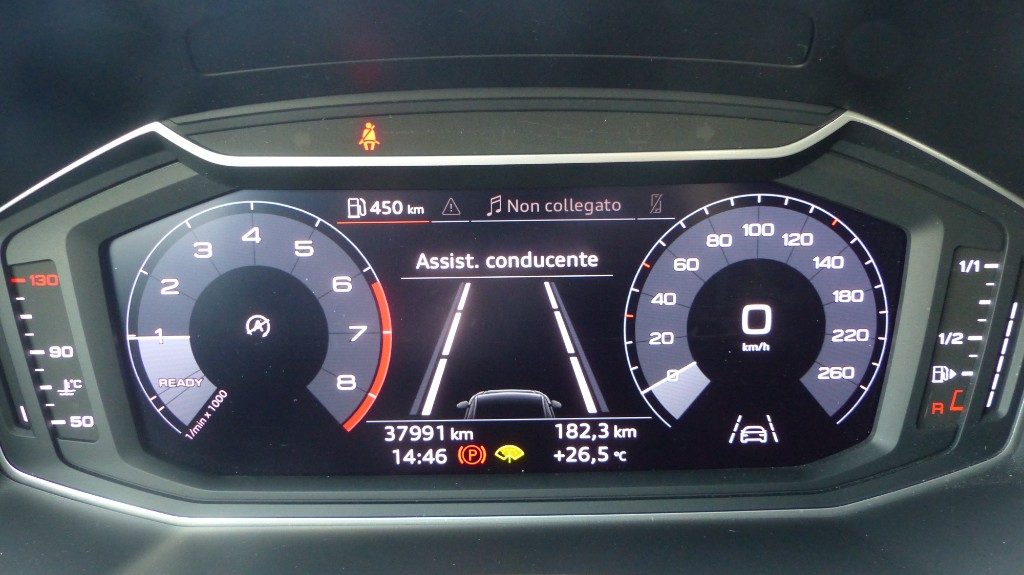 450 km
Non collegato
Assist. conducente
1 2 3 4 5 6 7 8
READY
1/min x 1000
A
0 20 40 60 80 100 120 140 180 220 260
0
km/h
130
90
°C
50
1/1
1/2
R
37991 km
182,3 km
14:46
P
+26,5 °C